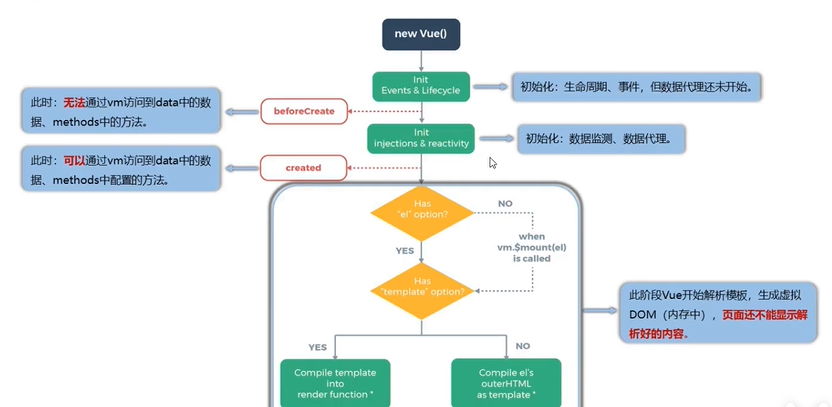 new Vue()
Init
Events & Lifecycle
初始化：生命周期、事件，但数据代理还未开始。
此时：无法通过vm访问到data中的数
据、methods中的方法。
beforeCreate
Init
injections & reactivity
初始化：数据监测、数据代理。
此时：可以通过vm访问到data中的数
据、methods中配置的方法。
created
Has
"el" option?
NO
when
vm.$mount(el)
is called
YES
Has
"template" option?
此阶段Vue开始解析模板，生成虚拟
DOM（内存中），页面还不能显示解
析好的内容。
YES
NO
Compile template
into
render function *
Compile el's
outerHTML
as template *